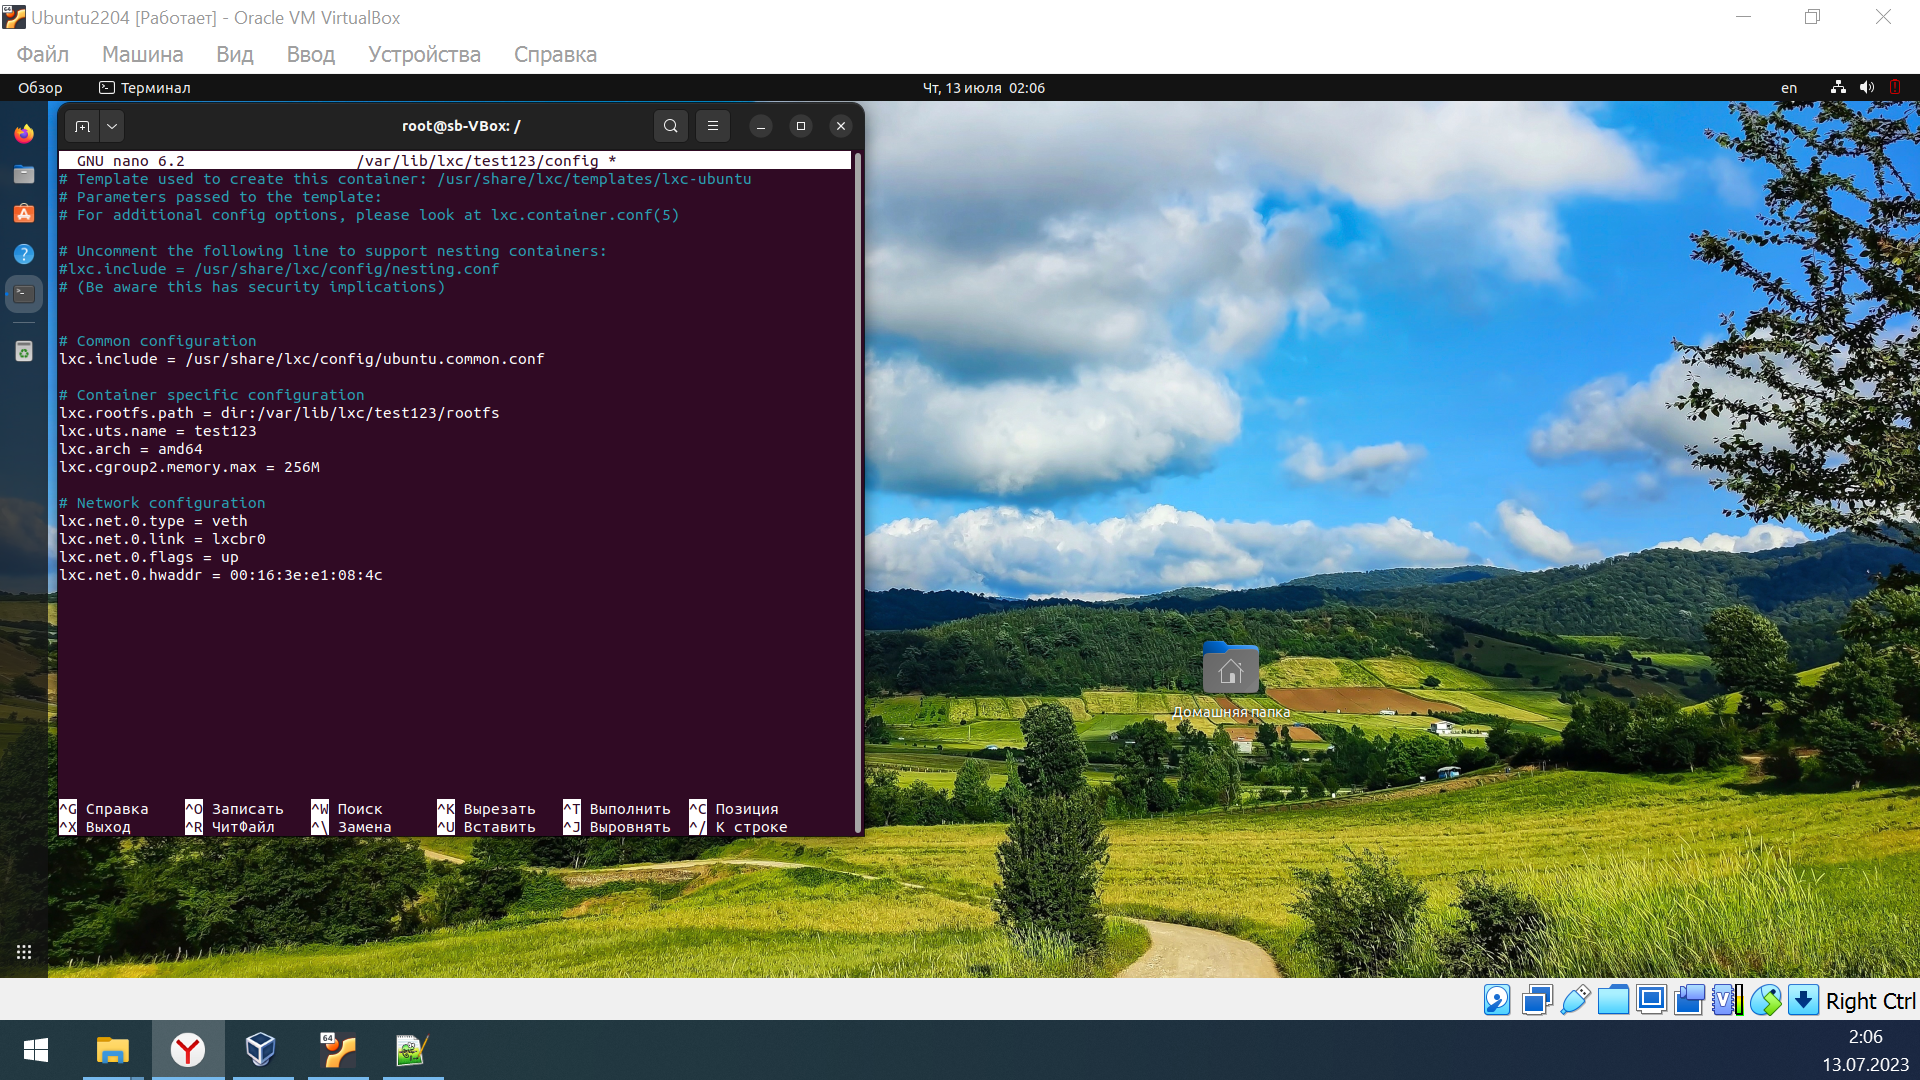 Ubuntu2204 [Работает] - Oracle VM VirtualBox
Файл Машина Вид Ввод Устройства Справка
Обзор Терминал Чт, 13 июля 02:06 en
root@sb-VBox: /
GNU nano 6.2 /var/lib/lxc/test123/config *
# Template used to create this container: /usr/share/lxc/templates/lxc-ubuntu
# Parameters passed to the template:
# For additional config options, please look at lxc.container.conf(5)
# Uncomment the following line to support nesting containers:
#lxc.include = /usr/share/lxc/config/nesting.conf
# (Be aware this has security implications)
# Common configuration
lxc.include = /usr/share/lxc/config/ubuntu.common.conf
# Container specific configuration
lxc.rootfs.path = dir:/var/lib/lxc/test123/rootfs
lxc.uts.name = test123
lxc.arch = amd64
lxc.cgroup2.memory.max = 256M
# Network configuration
lxc.net.0.type = veth
lxc.net.0.link = lxcbr0
lxc.net.0.flags = up
lxc.net.0.hwaddr = 00:16:3e:e1:08:4c
Домашняя папка
^G Справка ^O Записать ^W Поиск ^K Вырезать ^T Выполнить ^C Позиция
^X Выход ^R ЧитФайл ^\ Замена ^U Вставить ^J Выровнять ^/ К строке
Right Ctrl
64
2:06
13.07.2023